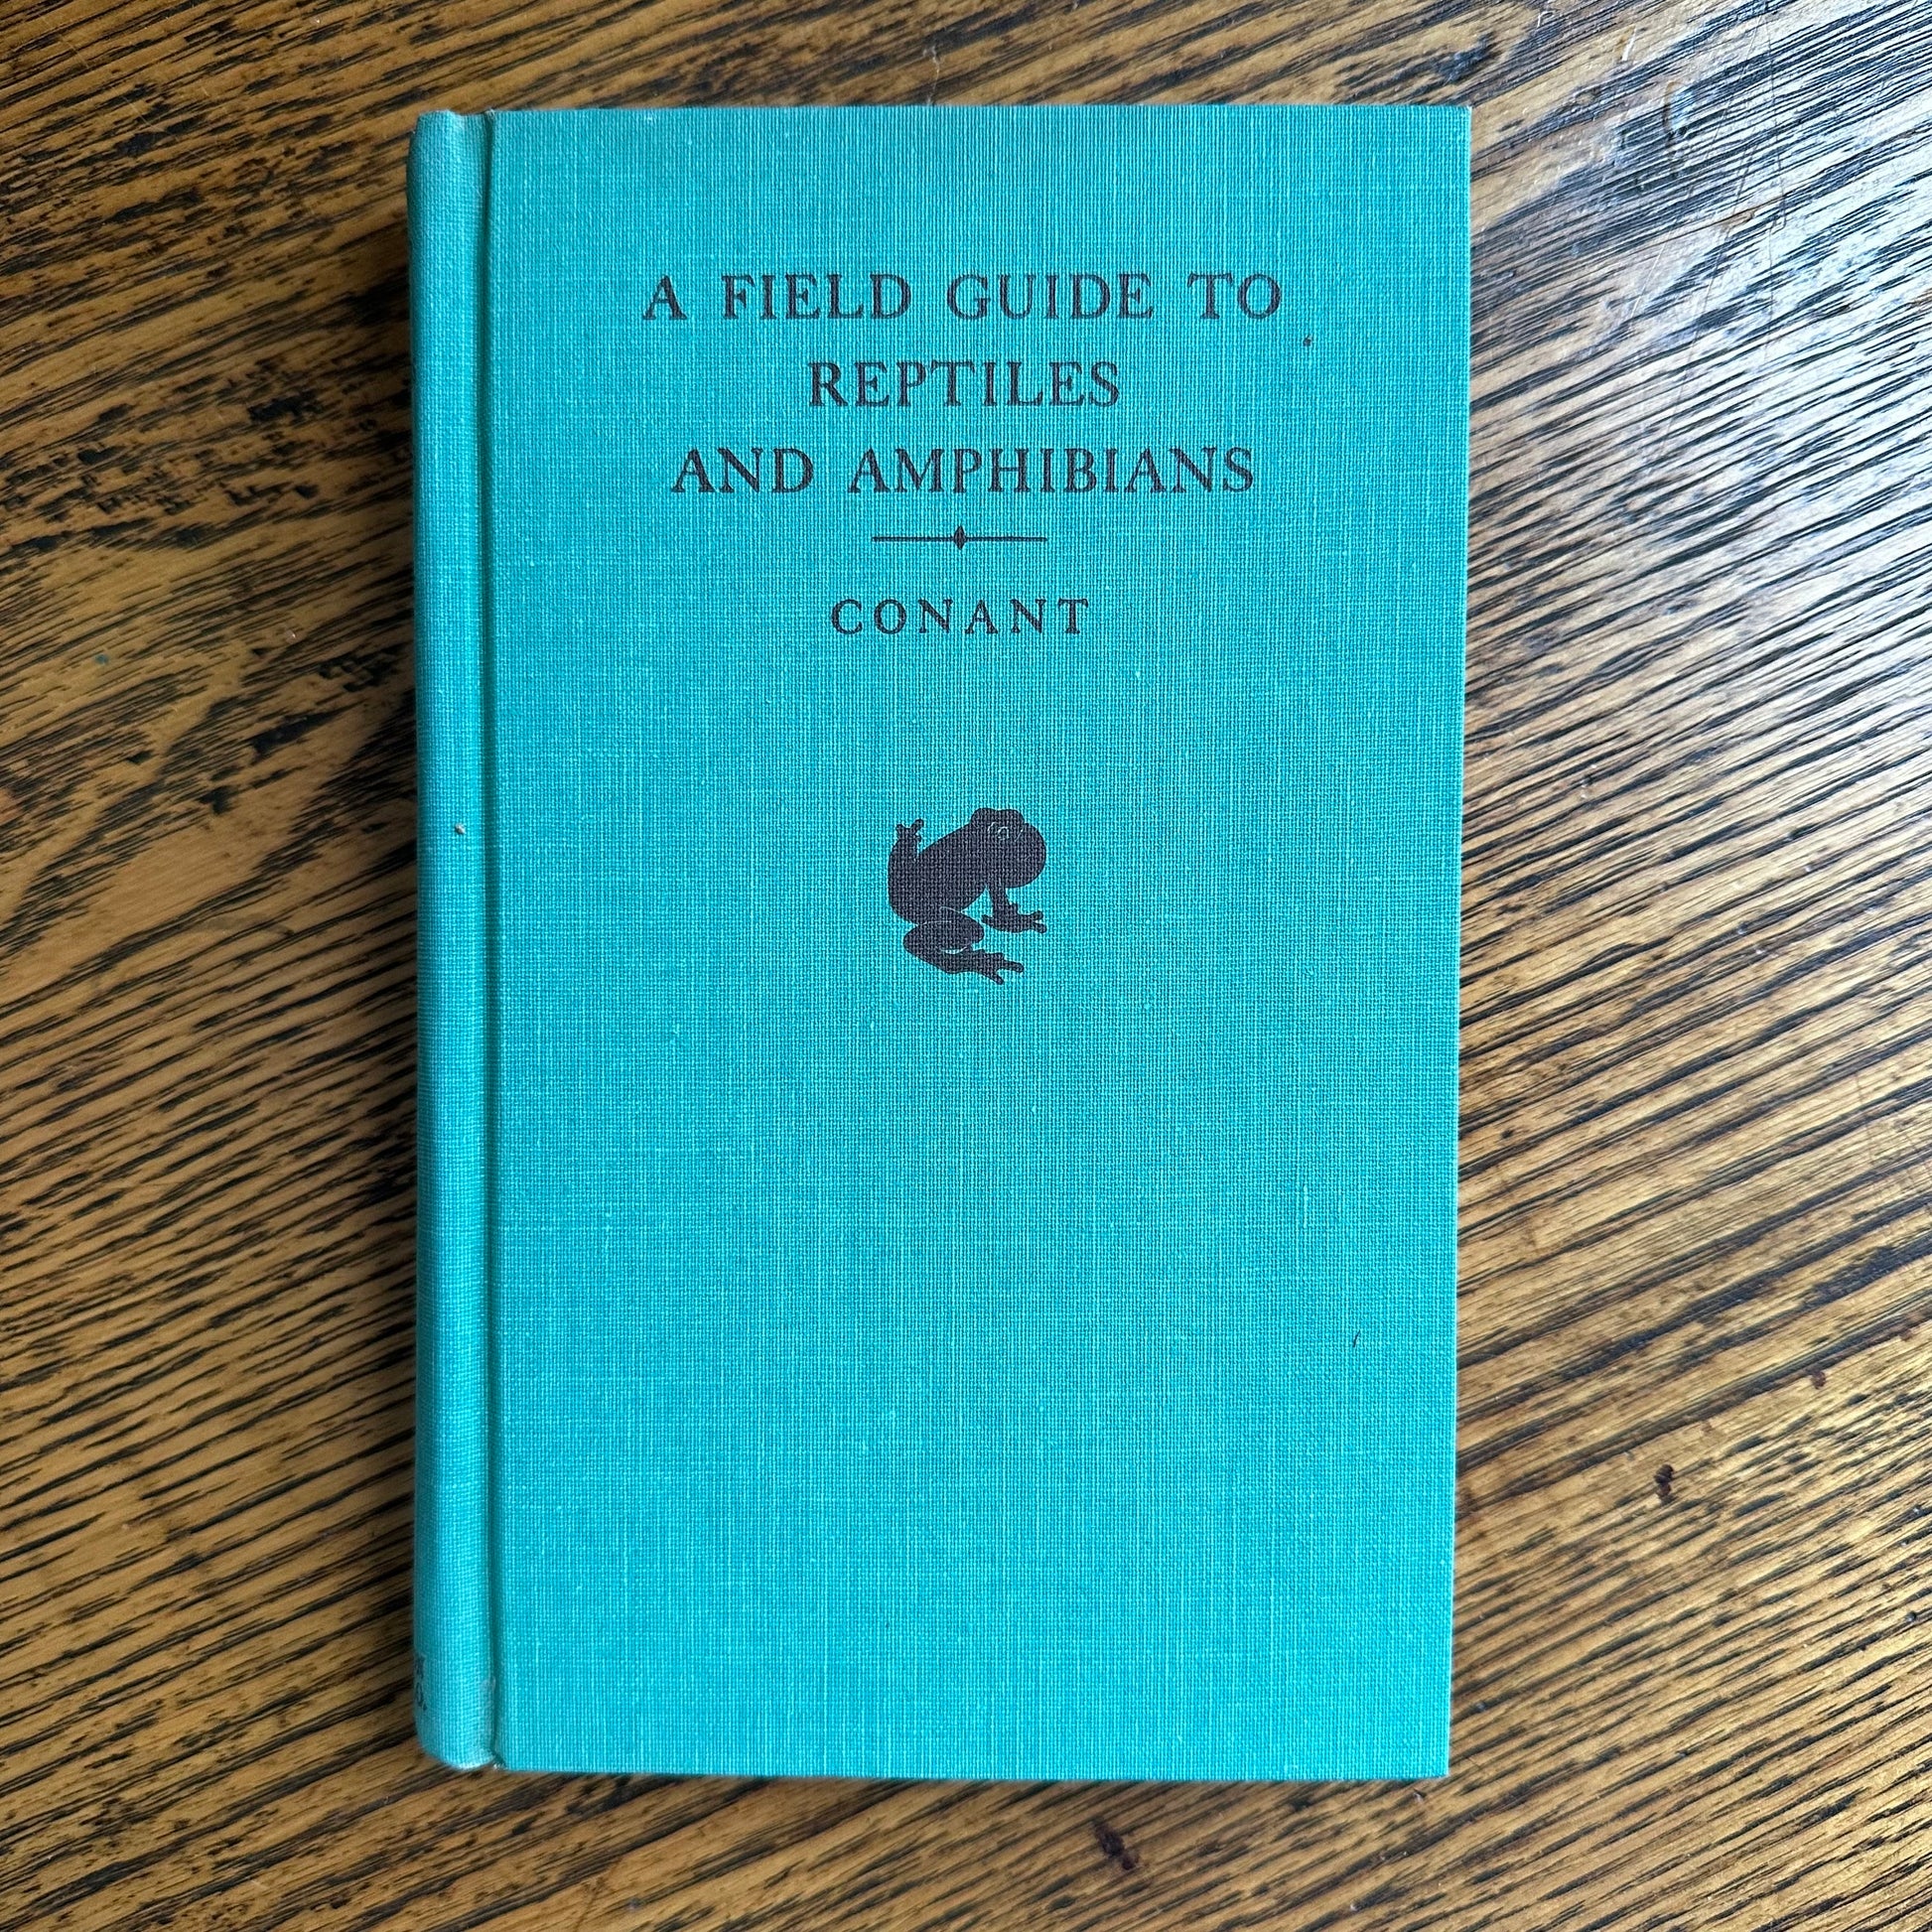 A FIELD GUIDE TO
REPTILES
AND AMPHIBIANS
CONANT